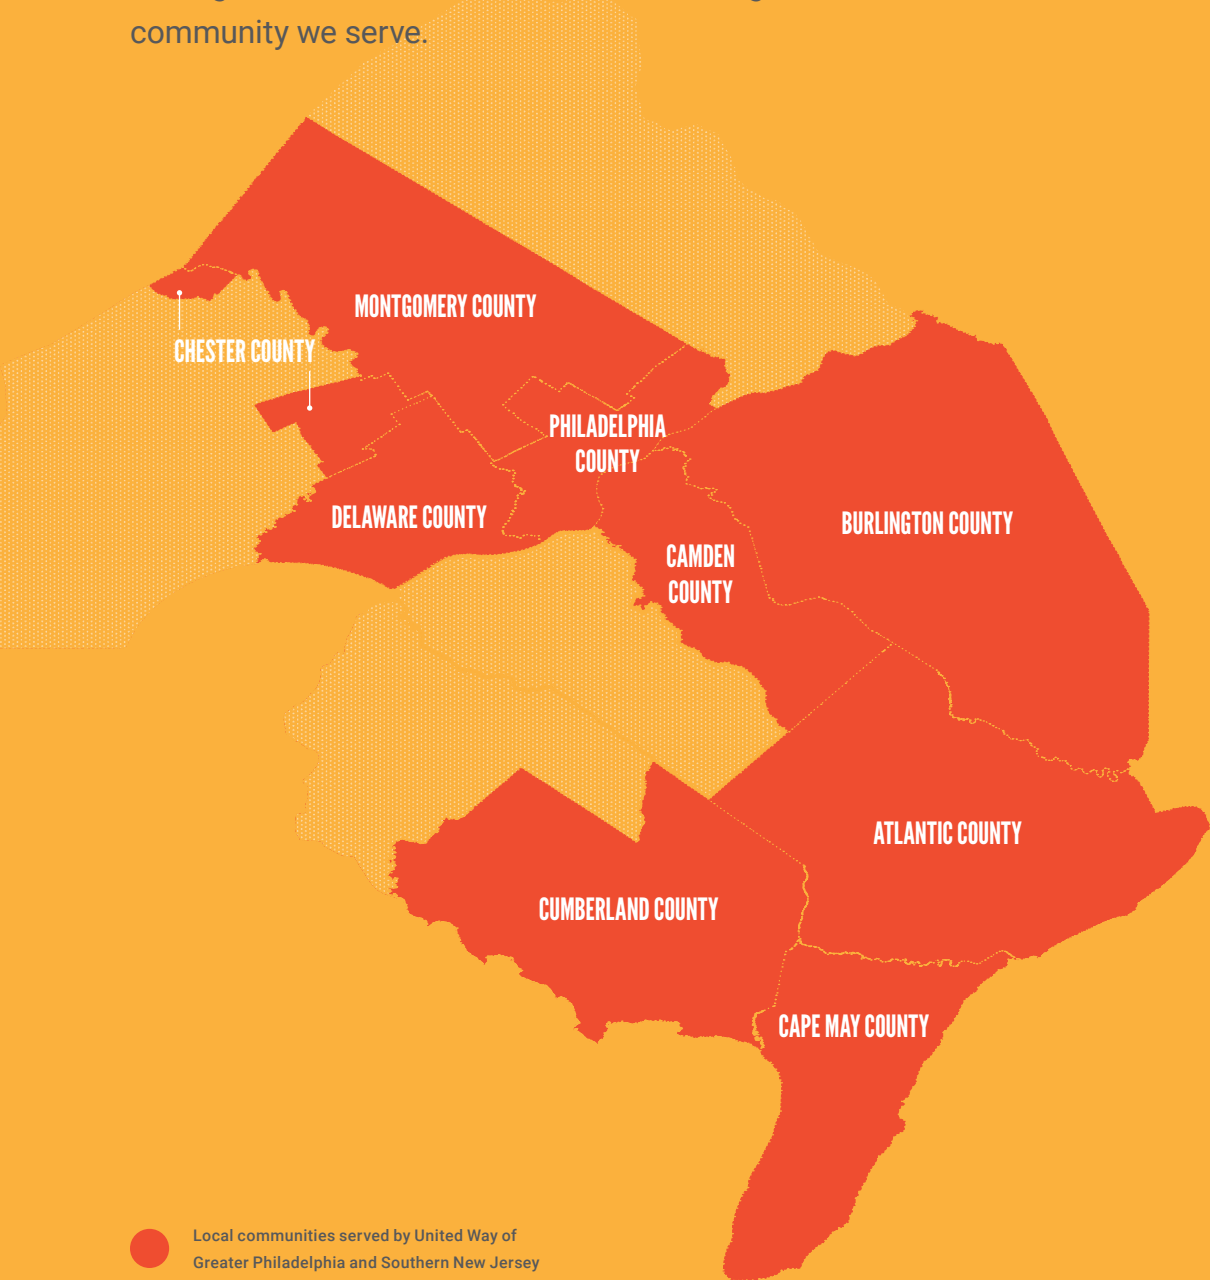 community we serve.
MONTGOMERY COUNTY
CHESTER COUNTY
PHILADELPHIA
COUNTY
DELAWARE COUNTY
BURLINGTON COUNTY
CAMDEN
COUNTY
ATLANTIC COUNTY
CUMBERLAND COUNTY
CAPE MAY COUNTY
Local communities served by United Way of
Greater Philadelphia and Southern New Jersey